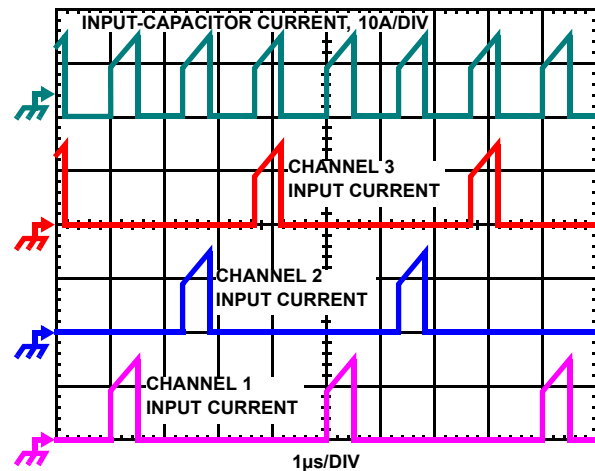 INPUT-CAPACITOR CURRENT, 10A/DIV
CHANNEL 3
INPUT CURRENT
CHANNEL 2
INPUT CURRENT
CHANNEL 1
INPUT CURRENT
1µs/DIV